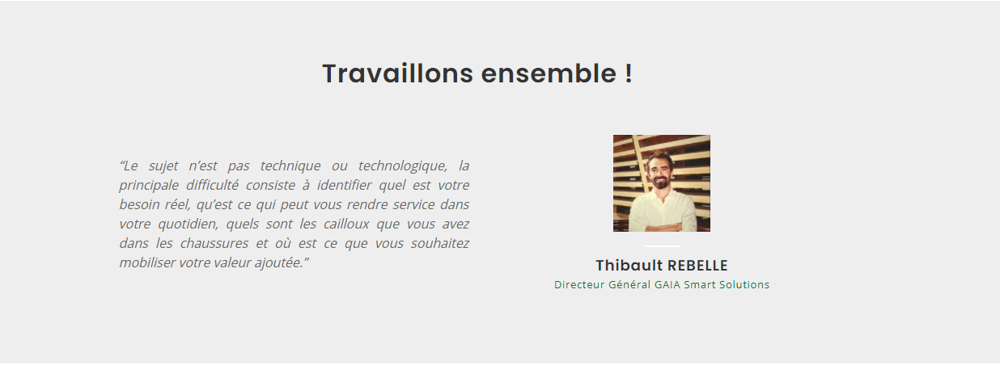 Travaillons ensemble !
“Le sujet n’est pas technique ou technologique, la
principale difficulté consiste à identifier quel est votre
besoin réel, qu’est ce qui peut vous rendre service dans
votre quotidien, quels sont les cailloux que vous avez
dans les chaussures et où est ce que vous souhaitez
mobiliser votre valeur ajoutée.”
Thibault REBELLE
Directeur Général GAIA Smart Solutions